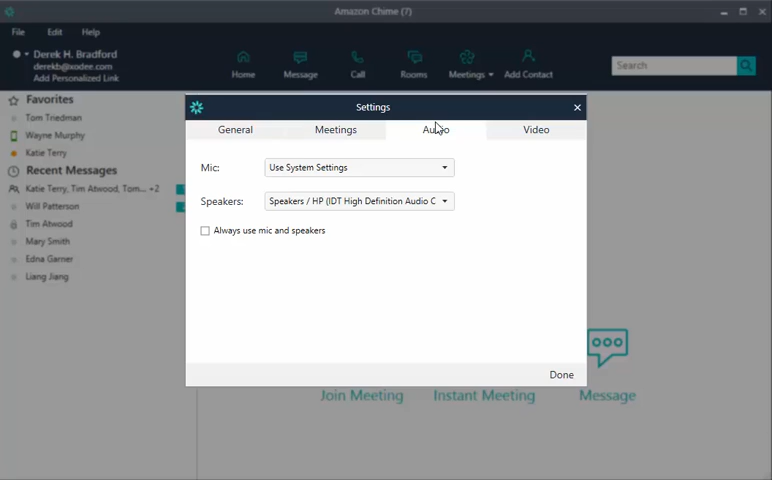 Amazon Chime (7)
File Edit Help
Derek H. Bradford
derekb@xodee.com
Add Personalized Link
Home Message Call Rooms Meetings Add Contact
Search
Favorites
Tom Friedman
Wayne Murphy
Katie Terry
Recent Messages
Katie Terry, Tim Atwood, Tom... +2
Will Patterson
Tim Atwood
Mary Smith
Edna Garner
Liang Jiang
Settings
General Meetings Audio Video
Mic: Use System Settings
Speakers: Speakers / HP (IDT High Definition Audio C
Always use mic and speakers
Done
Join Meeting Instant Meeting Message